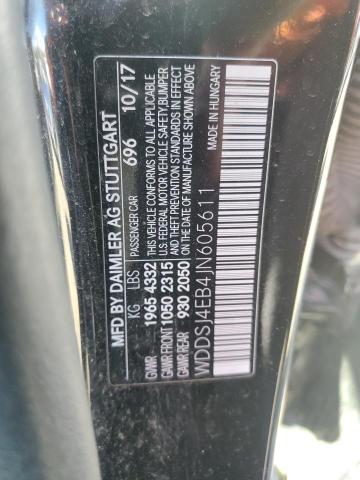 MFD BY DAIMLER AG STUTTGART
PASSENGER CAR 696 10/17
KG LBS
GVWR 1965 4332
GAWR FRONT 1050 2315
GAWR REAR 930 2050
THIS VEHICLE CONFORMS TO ALL APPLICABLE
U.S. FEDERAL MOTOR VEHICLE SAFETY, BUMPER
AND THEFT PREVENTION STANDARDS IN EFFECT
ON THE DATE OF MANUFACTURE SHOWN ABOVE
MADE IN HUNGARY
WDDSJ4EB4JN605611